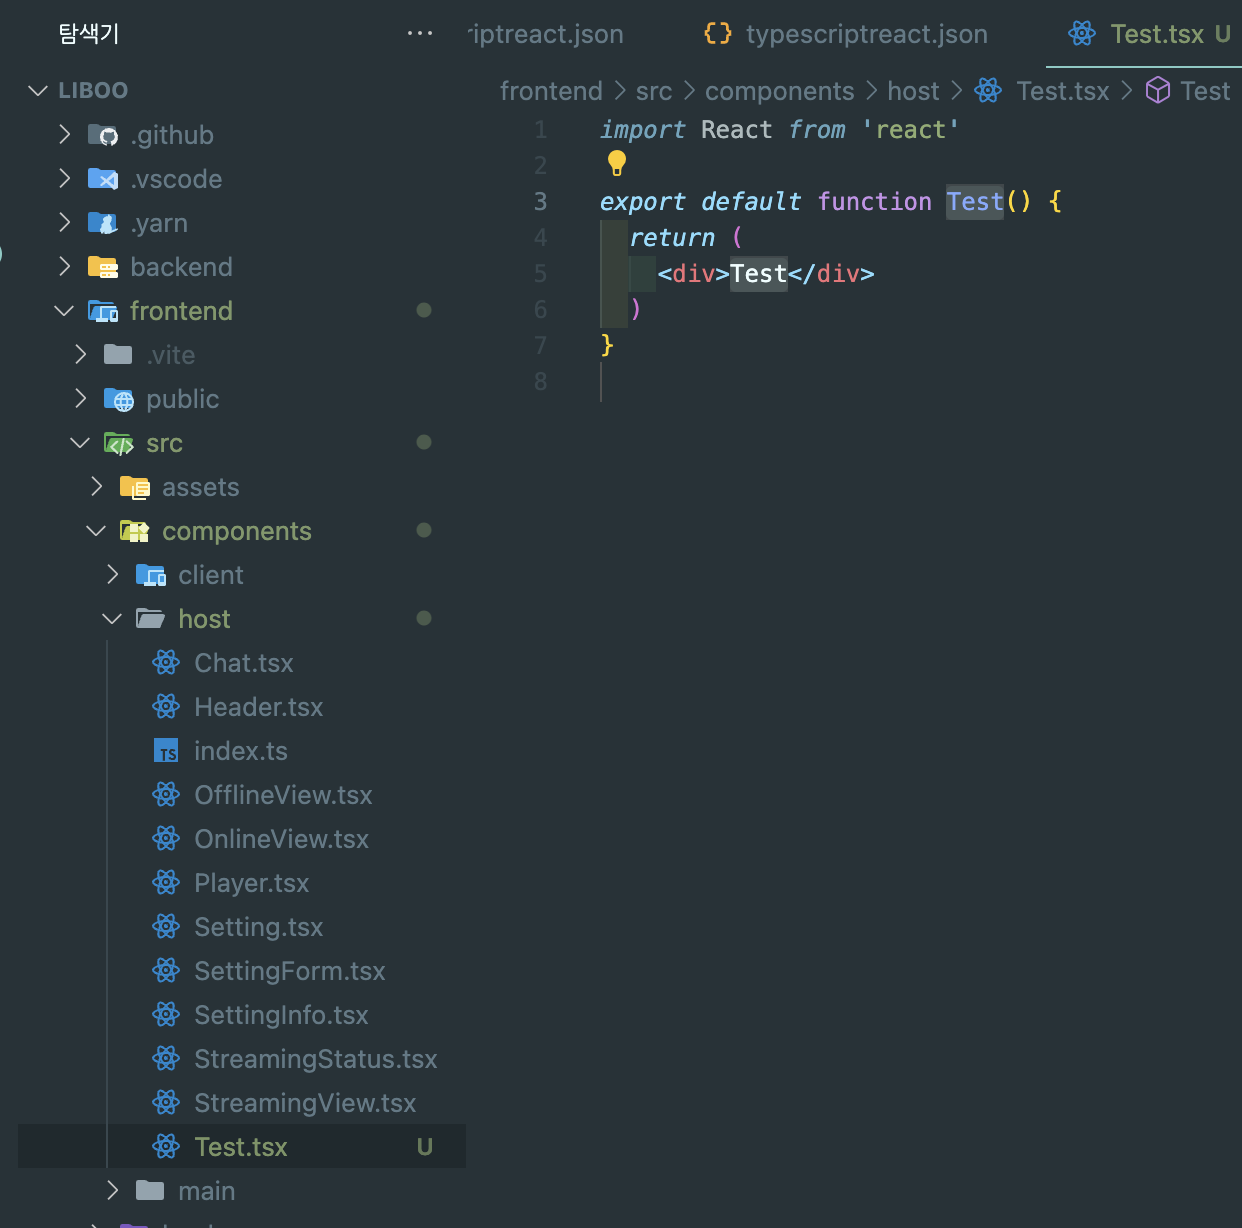 탐색기
LIBOO
.github
.vscode
.yarn
backend
frontend
.vite
public
src
assets
components
client
host
Chat.tsx
Header.tsx
TS index.ts
OfflineView.tsx
OnlineView.tsx
Player.tsx
Setting.tsx
SettingForm.tsx
SettingInfo.tsx
StreamingStatus.tsx
StreamingView.tsx
Test.tsx U
main
riptreact.json {} typescriptreact.json Test.tsx U
frontend > src > components > host > Test.tsx > Test
1 import React from 'react'
2
3 export default function Test() {
4 return (
5 <div>Test</div>
6 )
7 }
8